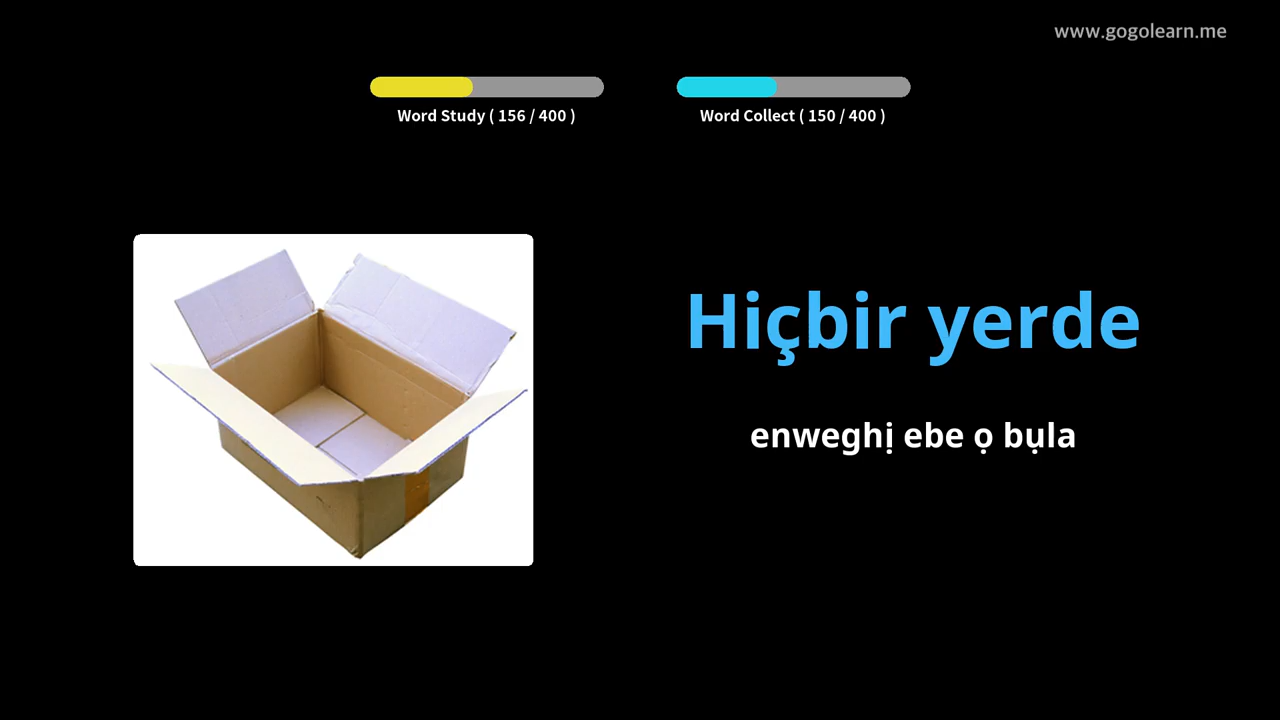 www.gogolearn.me
Word Study ( 156 / 400 )
Word Collect ( 150 / 400 )
Hiçbir yerde
enweghị ebe ọ bụla